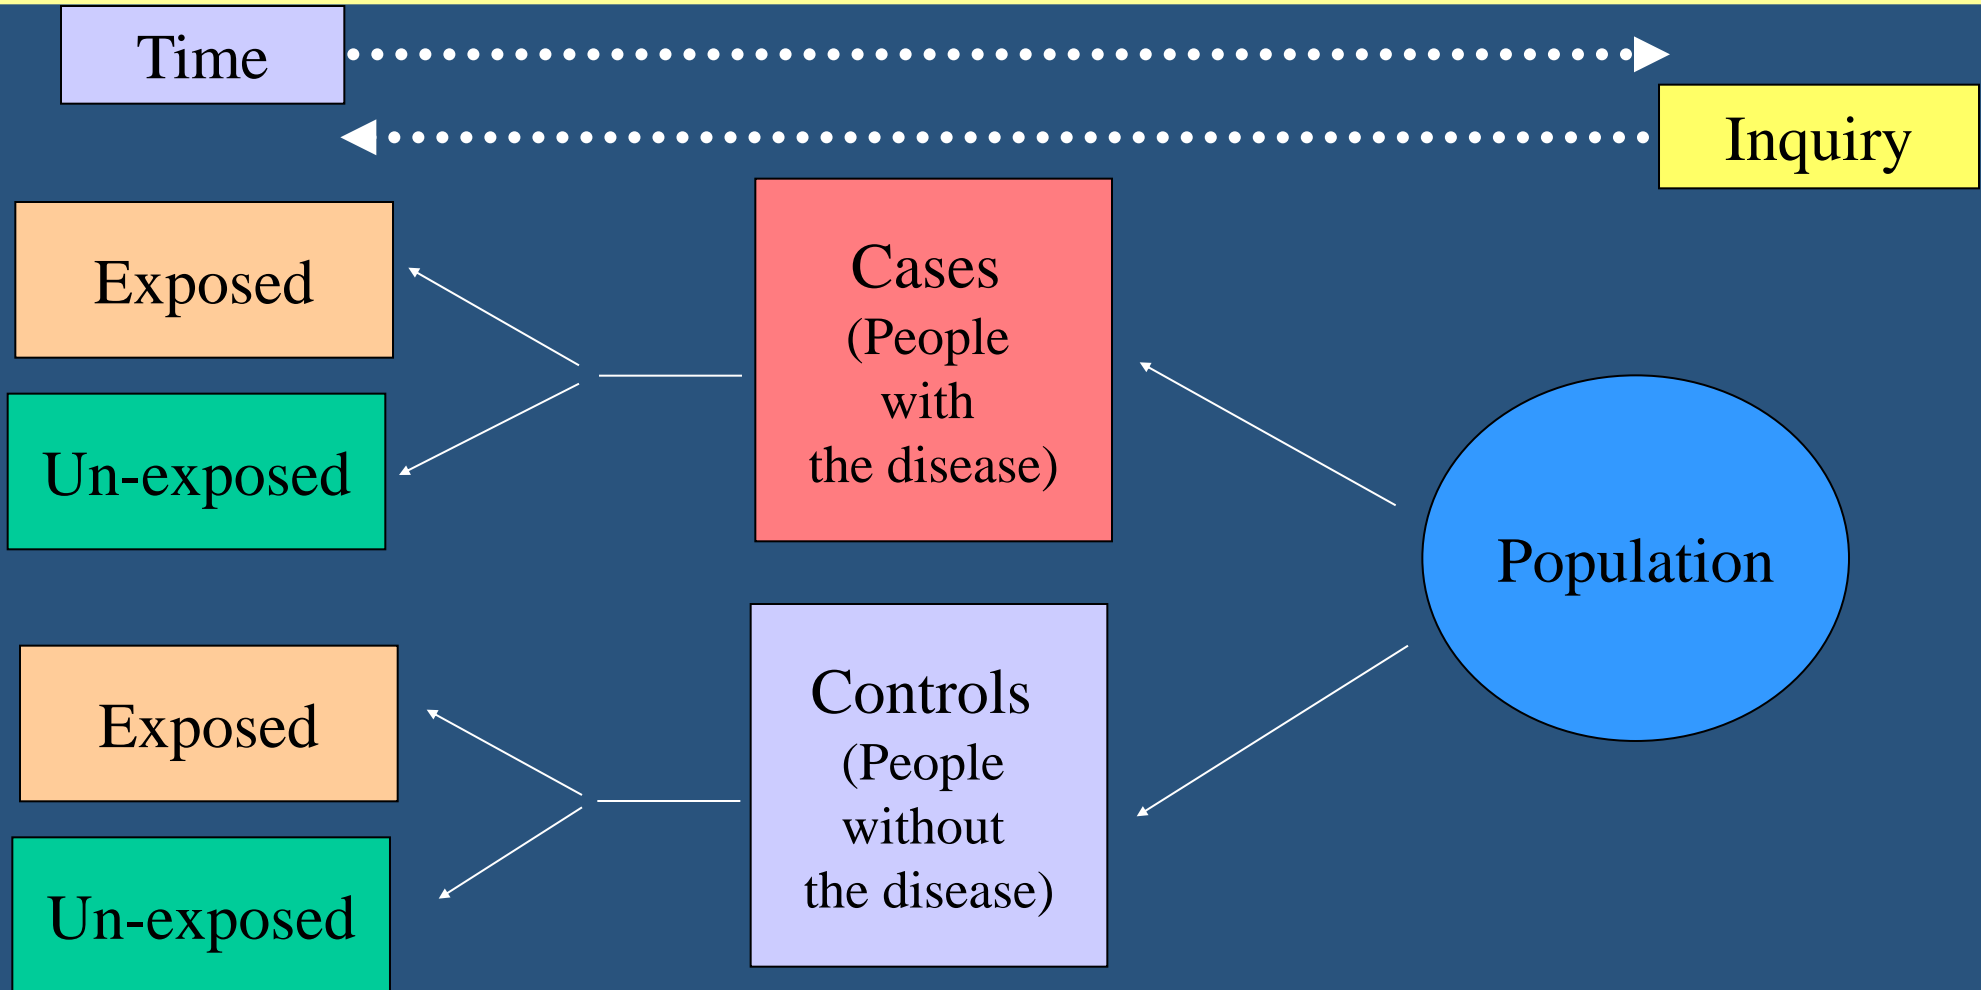 Time
Inquiry
Exposed
Un-exposed
Cases
(People
with
the disease)
Population
Exposed
Un-exposed
Controls
(People
without
the disease)